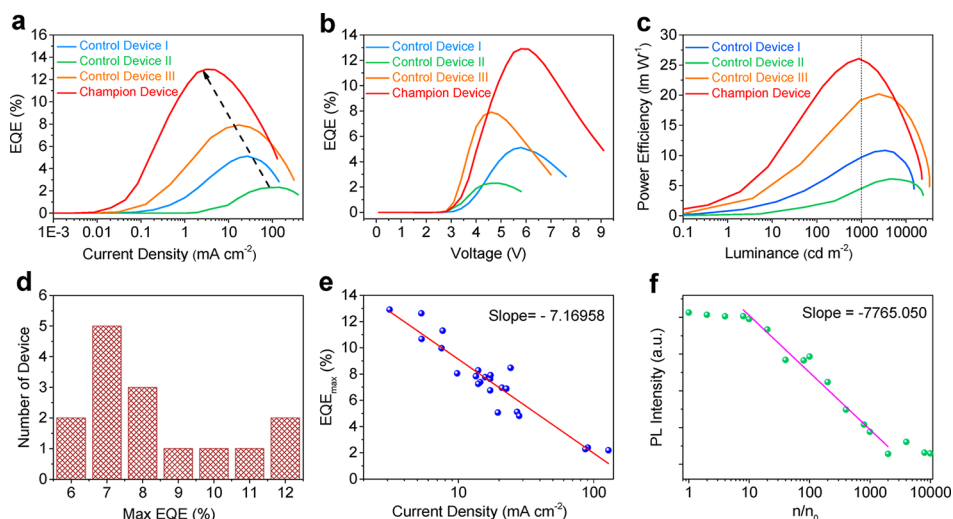 a
16
14
12
10
8
6
4
2
0
EQE (%)
Control Device I
Control Device II
Control Device III
Champion Device
1E-3
0.01
0.1
1
10
100
Current Density (mA cm⁻²)
b
14
12
10
8
6
4
2
0
EQE (%)
Control Device I
Control Device II
Control Device III
Champion Device
0 1 2 3 4 5 6 7 8 9
Voltage (V)
c
30
25
20
15
10
5
0
Power Efficiency (lm W⁻¹)
Control Device I
Control Device II
Control Device III
Champion Device
0.1 1 10 100 1000 10000
Luminance (cd m⁻²)
d
6
5
4
3
2
1
0
Number of Device
6 7 8 9 10 11 12
Max EQE (%)
e
14
12
10
8
6
4
2
0
EQEmax (%)
Slope= - 7.16958
10 100
Current Density (mA cm⁻²)
f
PL Intensity (a.u.)
Slope = -7765.050
1 10 100 1000 10000
n/n₀